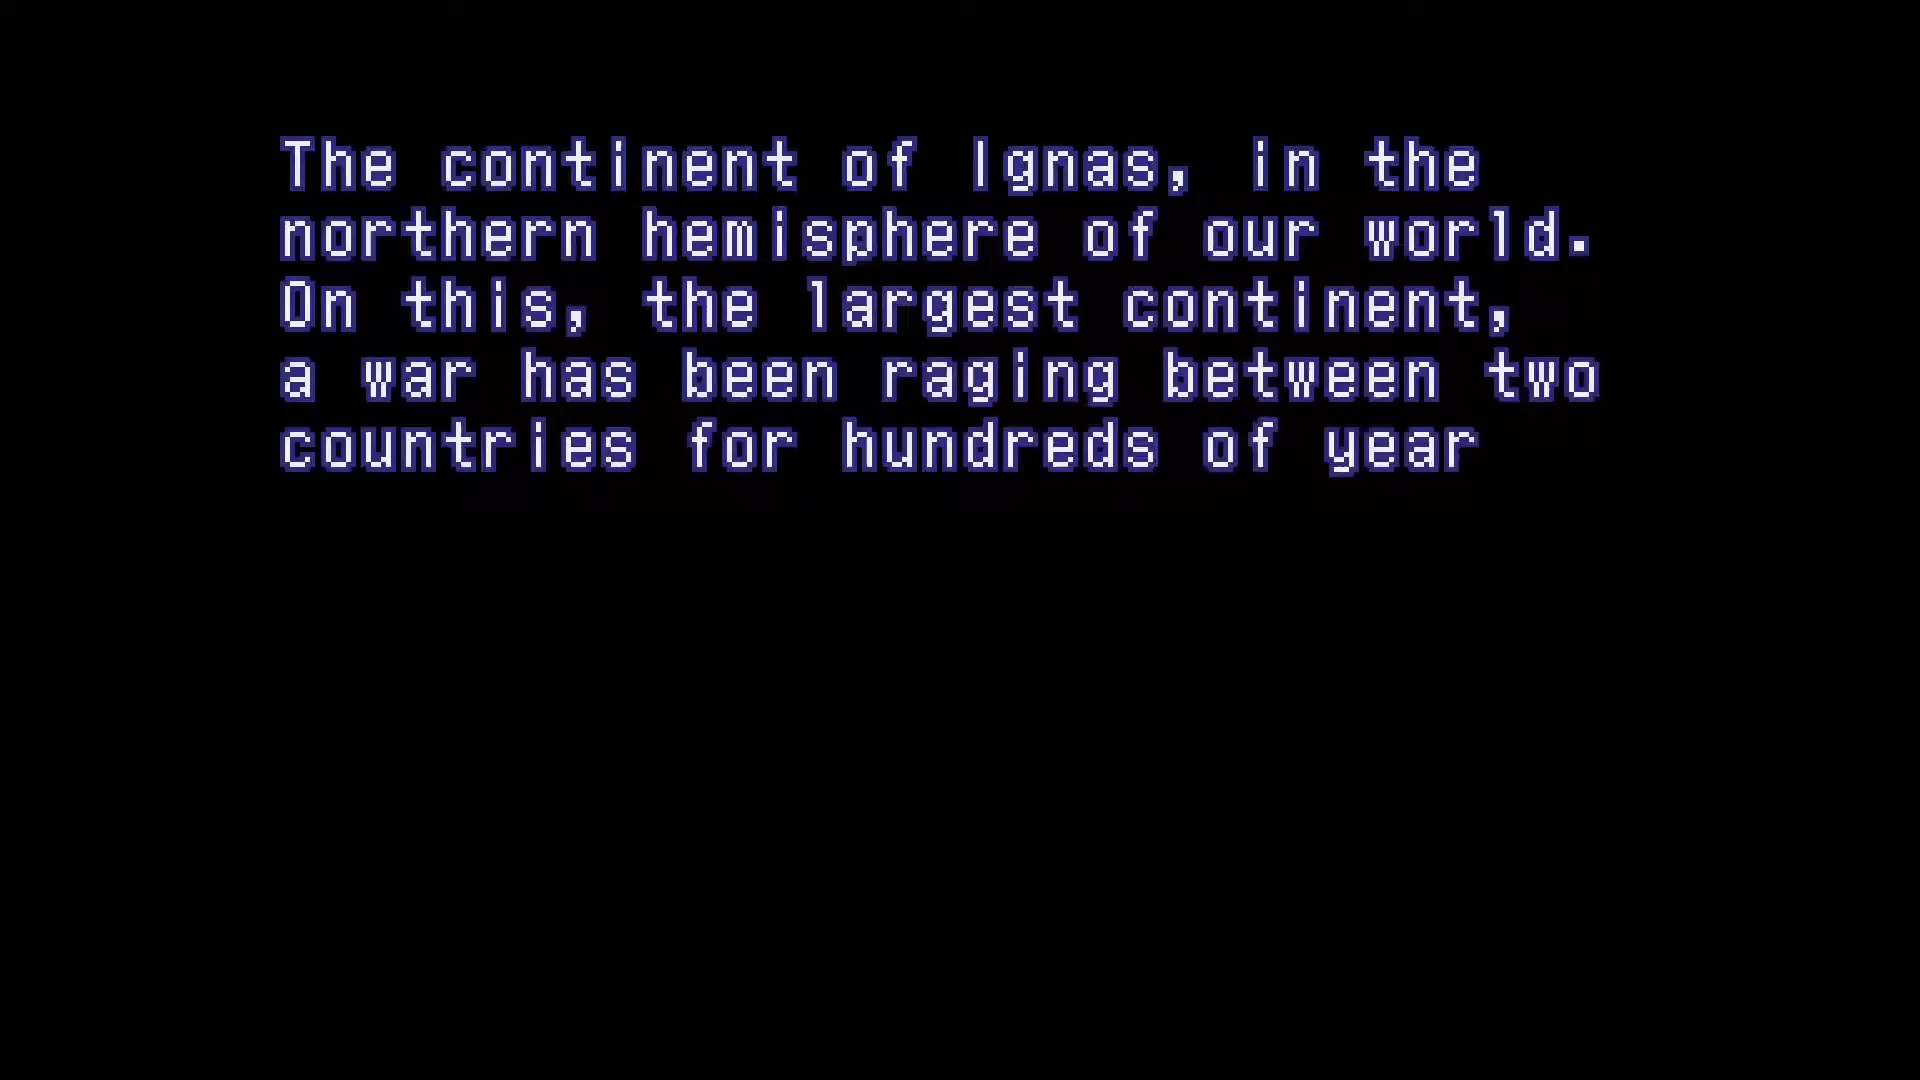 The continent of Ignas, in the
northern hemisphere of our world.
On this, the largest continent,
a war has been raging between two
countries for hundreds of year